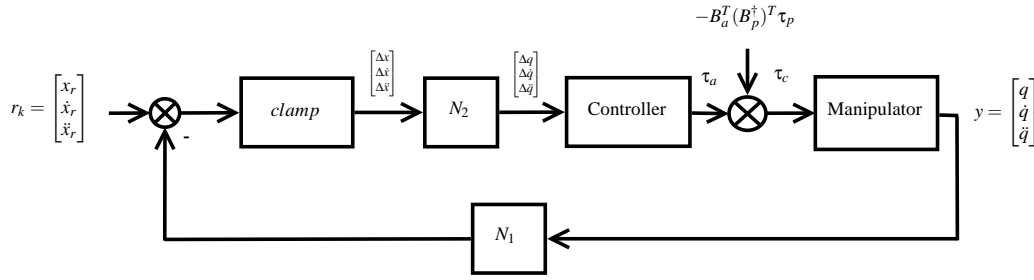 −B_a^T(B_p^†)^T τ_p
r_k = [x_r ẋ_r ẍ_r]
clamp
[Δx Δẋ Δẍ]
N_2
[Δq Δq̇ Δq̈]
Controller
τ_a
τ_c
Manipulator
y = [q q̇ q̈]
-
N_1